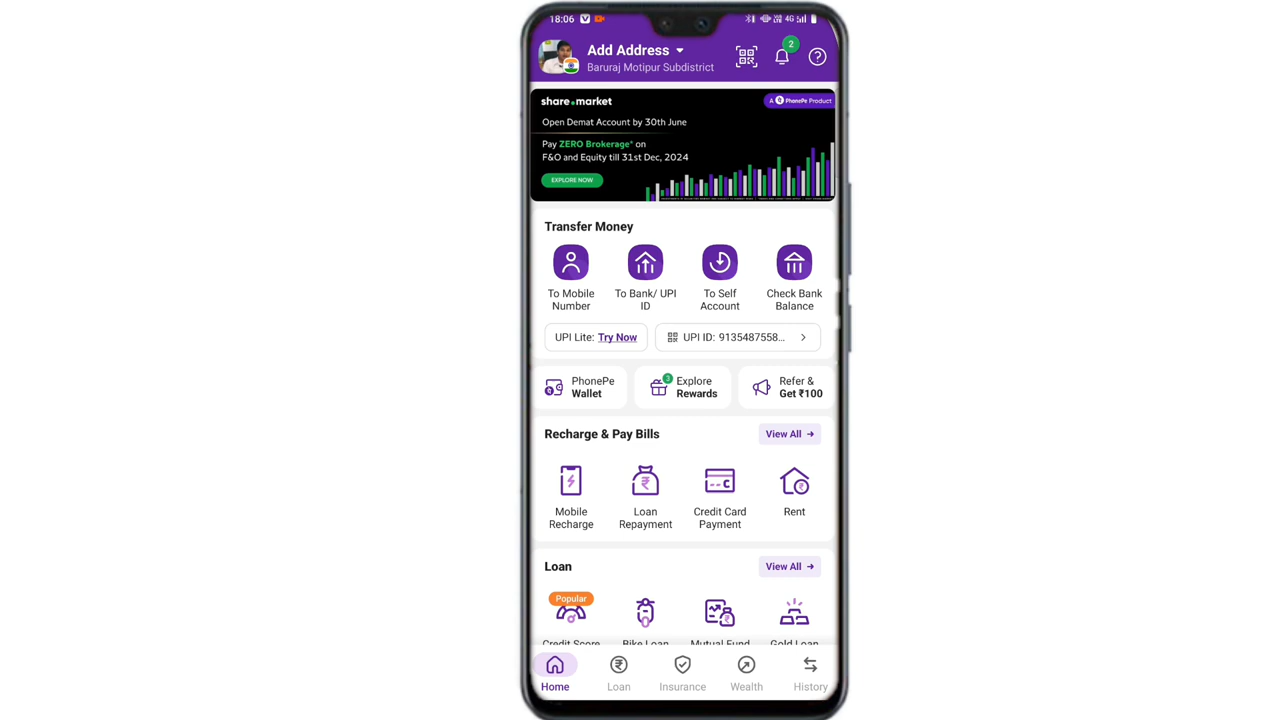 18:06 4G
Add Address
2
Baruraj Motipur Subdistrict
share.market
A PhonePe Product
Open Demat Account by 30th June
Pay ZERO Brokerage* on
F&O and Equity till 31st Dec, 2024
EXPLORE NOW
Transfer Money
To Mobile Number
To Bank/ UPI ID
To Self Account
Check Bank Balance
UPI Lite: Try Now
UPI ID: 9135487558...
PhonePe Wallet
3
Explore Rewards
Refer & Get ₹100
Recharge & Pay Bills
View All →
Mobile Recharge
Loan Repayment
Credit Card Payment
Rent
Loan
View All →
Popular
Credit Score
Bike Loan
Mutual Fund
Gold Loan
Home
Loan
Insurance
Wealth
History